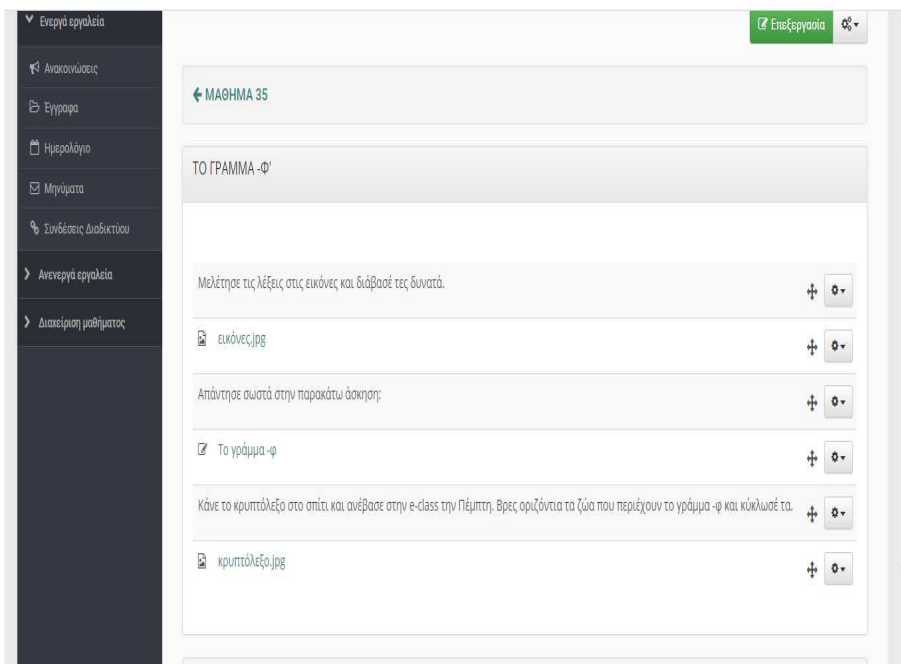 Ενεργά εργαλεία
Ανακοινώσεις
Έγγραφα
Ημερολόγιο
Μηνύματα
Συνδέσεις Διαδικτύου
Ανενεργά εργαλεία
Διαχείριση μαθήματος
Επεξεργασία
ΜΑΘΗΜΑ 35
ΤΟ ΓΡΑΜΜΑ -Φ'
Μελέτησε τις λέξεις στις εικόνες και διάβασέ τες δυνατά.
εικόνες.jpg
Απάντησε σωστά στην παρακάτω άσκηση:
Το γράμμα -φ
Κάνε το κρυπτόλεξο στο σπίτι και ανέβασε στην e-class την Πέμπτη. Βρες οριζόντια τα ζώα που περιέχουν το γράμμα -φ και κύκλωσέ τα.
κρυπτόλεξο.jpg